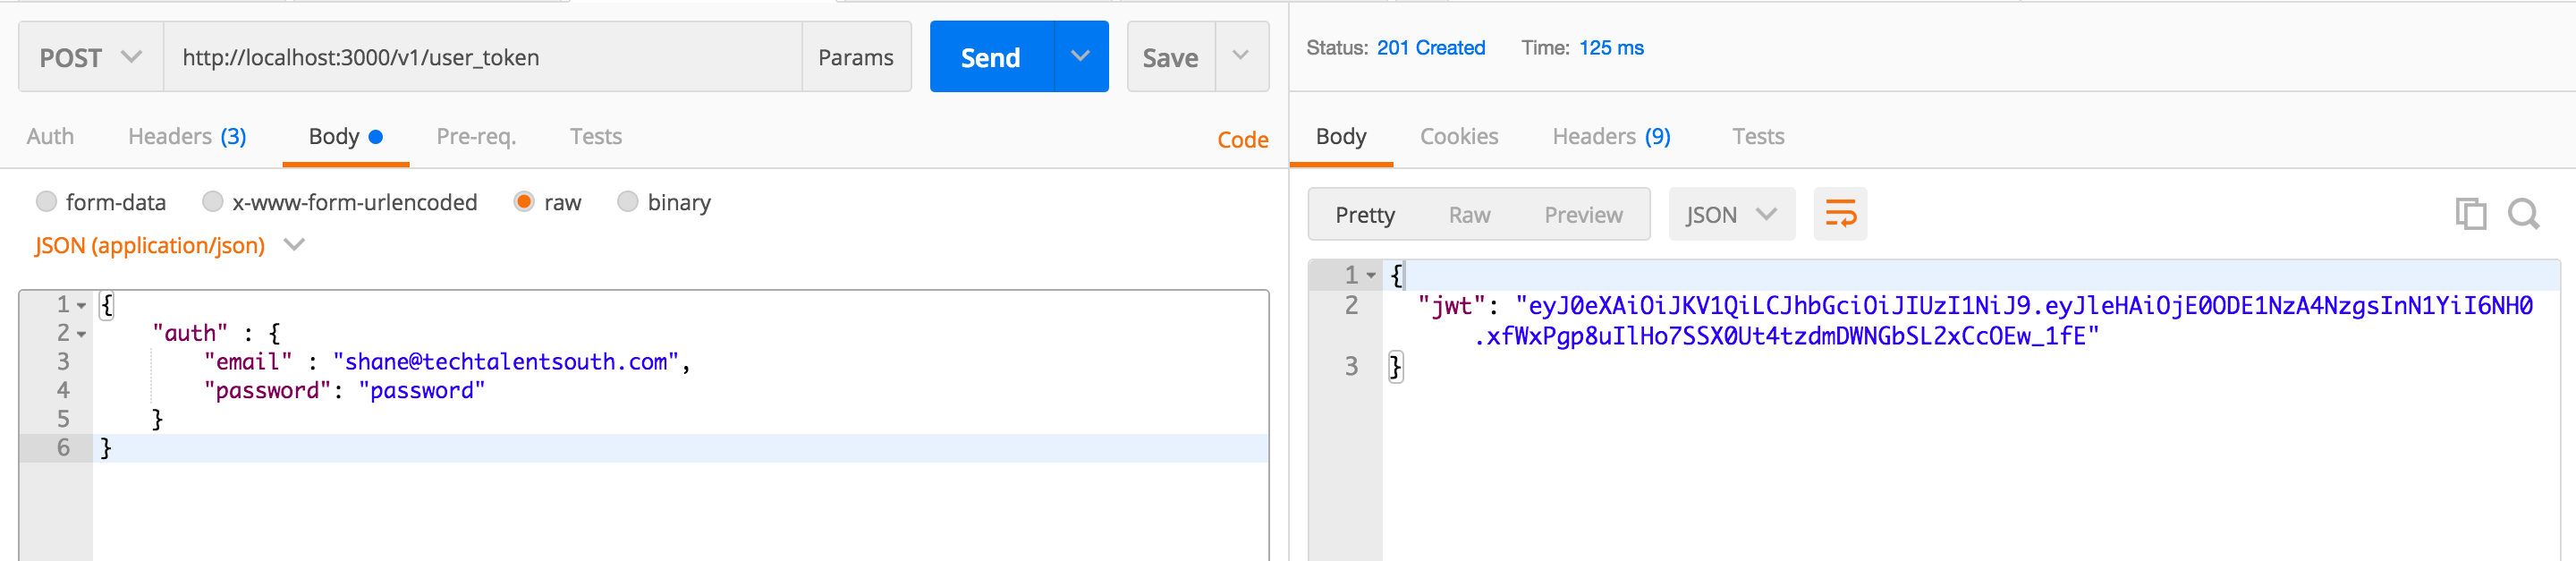 POST http://localhost:3000/v1/user_token Params Send Save
Status: 201 Created Time: 125 ms
Auth Headers (3) Body Pre-req. Tests Code
Body Cookies Headers (9) Tests
form-data x-www-form-urlencoded raw binary
JSON (application/json)
Pretty Raw Preview JSON
1 {
2 "auth" : {
3 "email" : "shane@techtalentsouth.com",
4 "password": "password"
5 }
6 }
1 {
2 "jwt": "eyJ0eXAiOiJKV1QiLCJhbGciOiJIUzI1NiJ9.eyJleHAiOjE0ODE1NzA4NzgsInN1YiI6NH0
.xfWxPgp8uIlHo7SSX0Ut4tzdmDWNGbSL2xCcOEw_1fE"
3 }